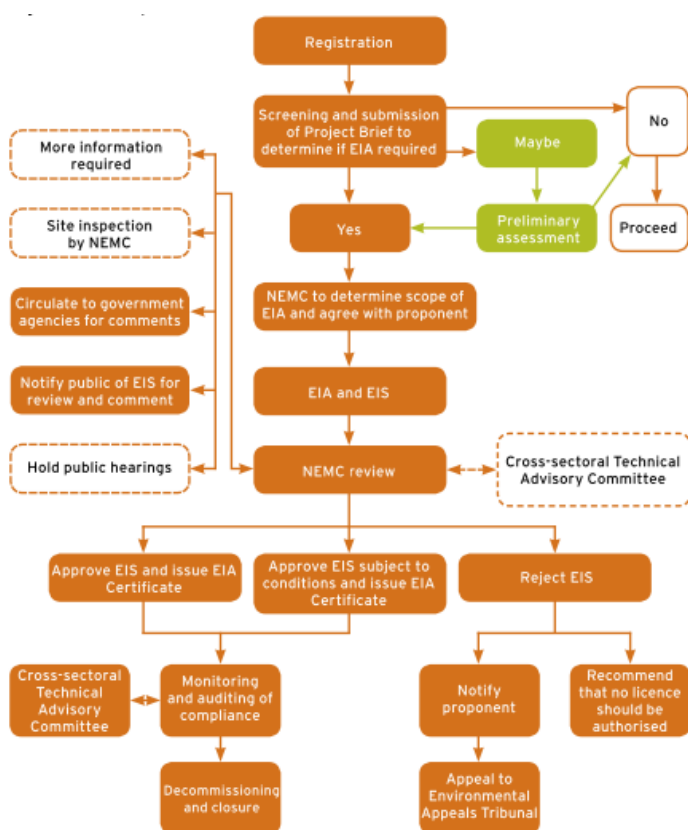 Registration
Screening and submission
of Project Brief to
determine if EIA required
No
Maybe
More information
required
Site inspection
by NEMC
Yes
Preliminary
assessment
Proceed
Circulate to government
agencies for comments
NEMC to determine scope of
EIA and agree with proponent
Notify public of EIS for
review and comment
EIA and EIS
Hold public hearings
NEMC review
Cross-sectoral Technical
Advisory Committee
Approve EIS and issue EIA
Certificate
Approve EIS subject to
conditions and issue EIA
Certificate
Reject EIS
Cross-sectoral
Technical
Advisory
Committee
Monitoring
and auditing of
compliance
Notify
proponent
Recommend
that no licence
should be
authorised
Decommissioning
and closure
Appeal to
Environmental
Appeals Tribunal